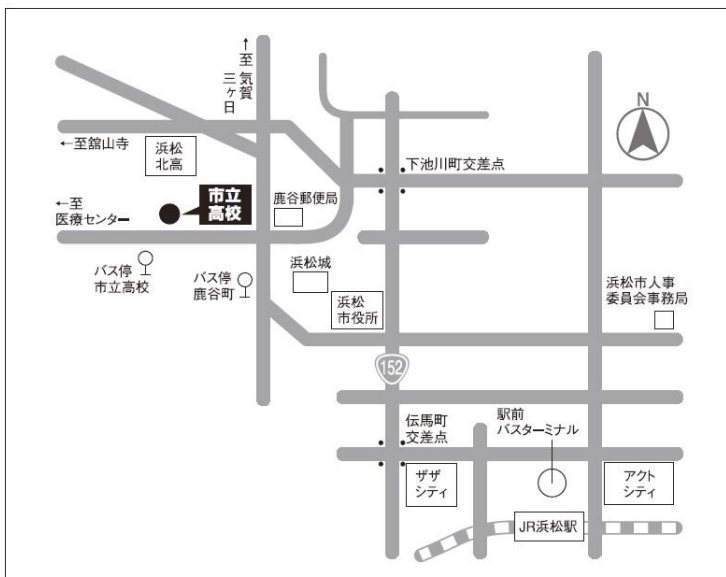 ←至
気賀
三ヶ日
N
←至舘山寺
浜松
北高
下池川町交差点
市立
高校
鹿谷郵便局
←至
医療センター
バス停
市立高校
バス停
鹿谷町
浜松城
浜松
市役所
浜松市人事
委員会事務局
152
伝馬町
交差点
駅前
バスターミナル
ザザ
シティ
アクト
シティ
JR浜松駅